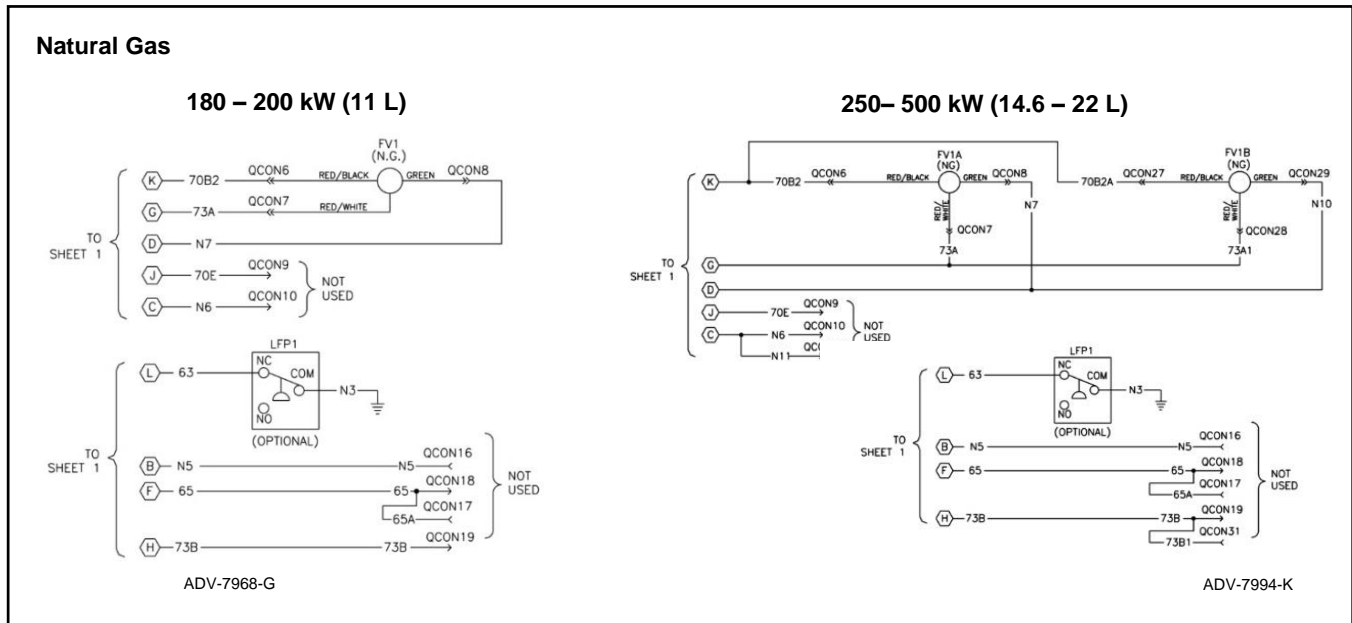 Natural Gas
180 – 200 kW (11 L)
FV1
(N.G.)
K 70B2 QCON6 RED/BLACK GREEN QCON8
G 73A QCON7 RED/WHITE
D N7
J 70E QCON9
C N6 QCON10
NOT
USED
TO
SHEET 1
LFP1
L 63 NC COM N3
NO
(OPTIONAL)
B N5 N5 QCON16
F 65 65 QCON18
65A QCON17
H 73B 73B QCON19
NOT
USED
TO
SHEET 1
ADV-7968-G
250– 500 kW (14.6 – 22 L)
FV1A
(NG)
FV1B
(NG)
K 70B2 QCON6 RED/BLACK GREEN QCON8 70B2A QCON27 RED/BLACK GREEN QCON29
RED/
WHITE
QCON7
73A
N7
RED/
WHITE
QCON28
73A1
N10
G
D
J 70E QCON9
C N6 QCON10
N11
NOT
USED
TO
SHEET 1
LFP1
L 63 NC COM N3
NO
(OPTIONAL)
B N5 N5 QCON16
F 65 65 QCON18
65A QCON17
H 73B 73B QCON19
73B1 QCON31
NOT
USED
TO
SHEET 1
ADV-7994-K